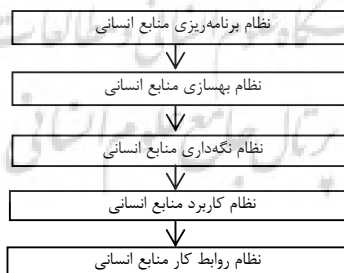 نظام برنامه‌ریزی منابع انسانی
نظام بهسازی منابع انسانی
نظام نگه‌داری منابع انسانی
نظام کاربرد منابع انسانی
نظام روابط کار منابع انسانی